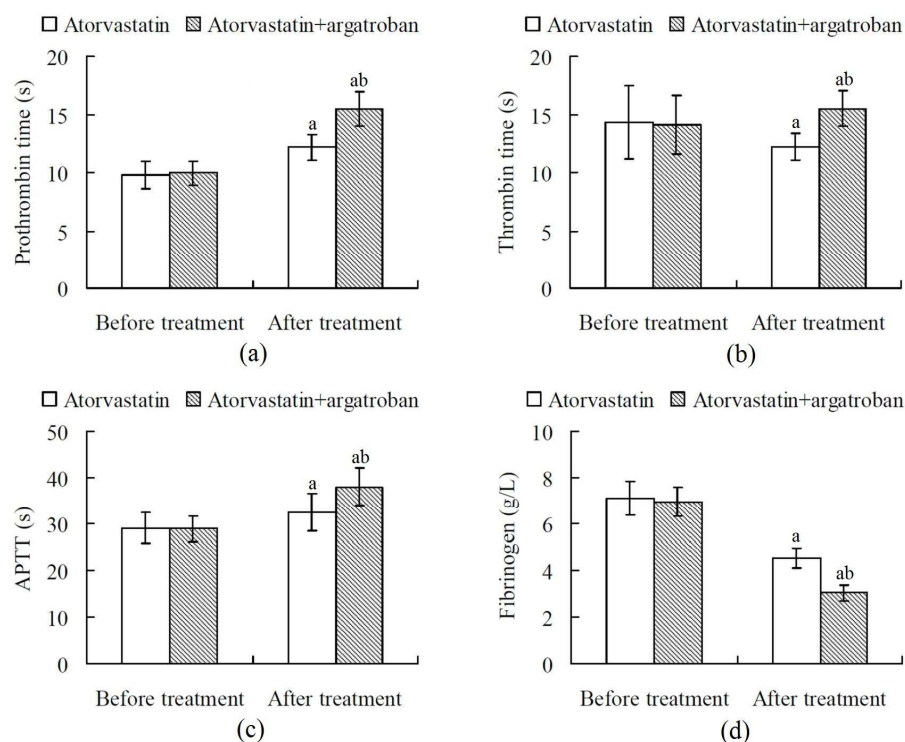 Atorvastatin Atorvastatin+argatroban
Prothrombin time (s)
20
15
10
5
0
a
ab
Before treatment After treatment
(a)
Atorvastatin Atorvastatin+argatroban
Thrombin time (s)
20
15
10
5
0
a
ab
Before treatment After treatment
(b)
Atorvastatin Atorvastatin+argatroban
APTT (s)
50
40
30
20
10
0
a
ab
Before treatment After treatment
(c)
Atorvastatin Atorvastatin+argatroban
Fibrinogen (g/L)
10
8
6
4
2
0
a
ab
Before treatment After treatment
(d)